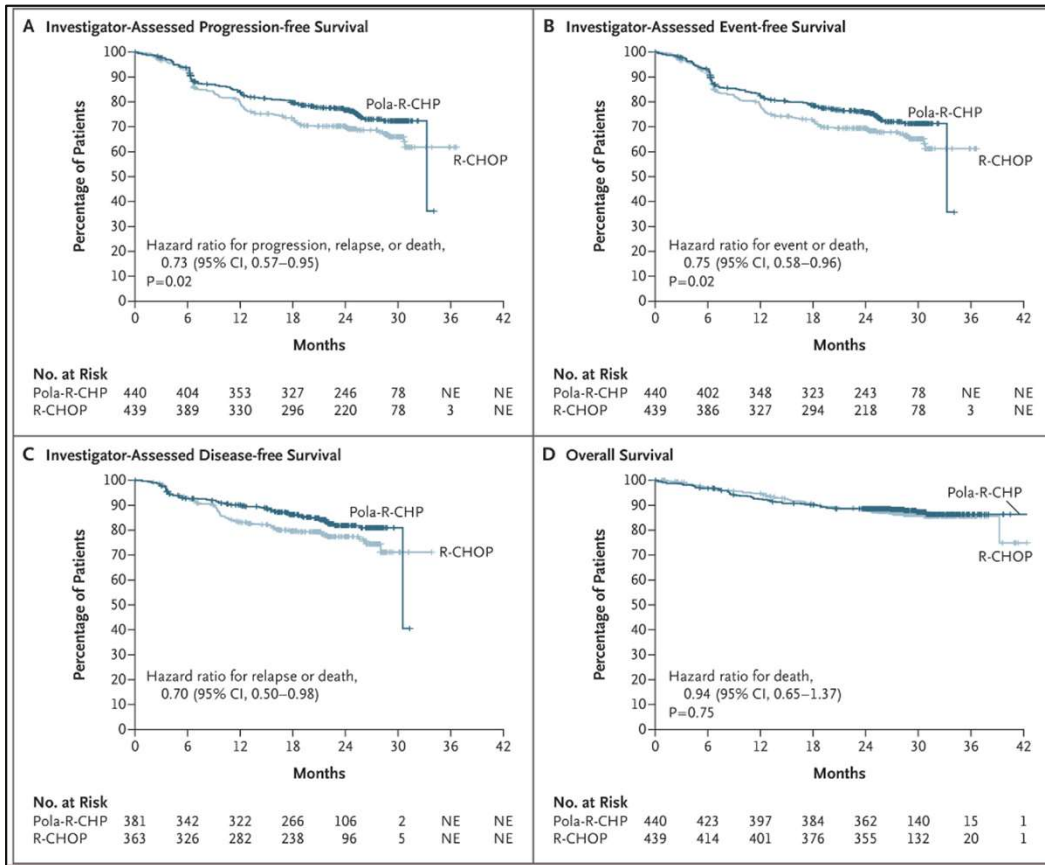 A Investigator-Assessed Progression-free Survival
Percentage of Patients
100
90
80
70
60
50
40
30
20
10
0
Pola-R-CHP
R-CHOP
Hazard ratio for progression, relapse, or death,
0.73 (95% CI, 0.57–0.95)
P=0.02
0 6 12 18 24 30 36 42
Months
No. at Risk
Pola-R-CHP 440 404 353 327 246 78 NE NE
R-CHOP 439 389 330 296 220 78 3 NE
B Investigator-Assessed Event-free Survival
Percentage of Patients
100
90
80
70
60
50
40
30
20
10
0
Pola-R-CHP
R-CHOP
Hazard ratio for event or death,
0.75 (95% CI, 0.58–0.96)
P=0.02
0 6 12 18 24 30 36 42
Months
No. at Risk
Pola-R-CHP 440 402 348 323 243 78 NE NE
R-CHOP 439 386 327 294 218 78 3 NE
C Investigator-Assessed Disease-free Survival
Percentage of Patients
100
90
80
70
60
50
40
30
20
10
0
Pola-R-CHP
R-CHOP
Hazard ratio for relapse or death,
0.70 (95% CI, 0.50–0.98)
0 6 12 18 24 30 36 42
Months
No. at Risk
Pola-R-CHP 381 342 322 266 106 2 NE NE
R-CHOP 363 326 282 238 96 5 NE NE
D Overall Survival
Percentage of Patients
100
90
80
70
60
50
40
30
20
10
0
Pola-R-CHP
R-CHOP
Hazard ratio for death,
0.94 (95% CI, 0.65–1.37)
P=0.75
0 6 12 18 24 30 36 42
Months
No. at Risk
Pola-R-CHP 440 423 397 384 362 140 15 1
R-CHOP 439 414 401 376 355 132 20 1